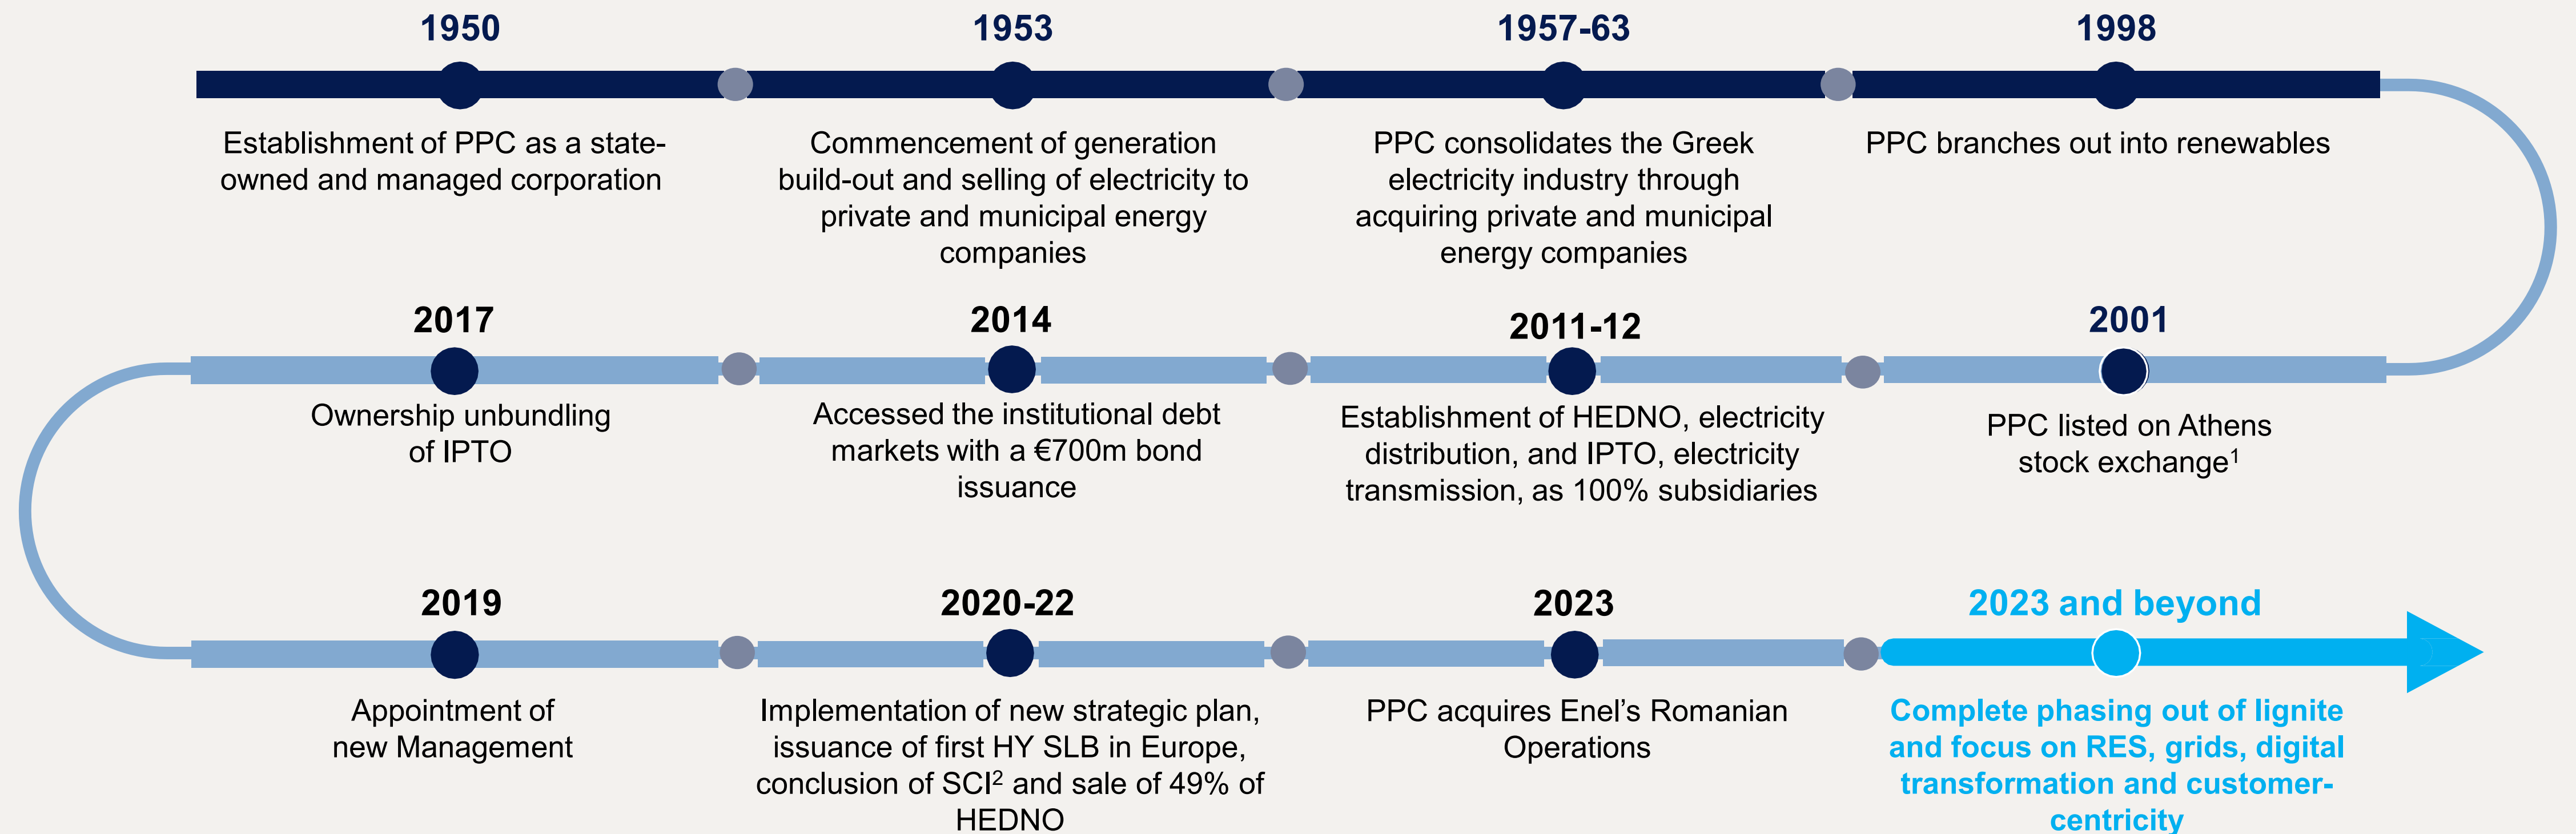 1950
Establishment of PPC as a state-
owned and managed corporation
1953
Commencement of generation
build-out and selling of electricity to
private and municipal energy
companies
1957-63
PPC consolidates the Greek
electricity industry through
acquiring private and municipal
energy companies
1998
PPC branches out into renewables
2001
PPC listed on Athens
stock exchange¹
2011-12
Establishment of HEDNO, electricity
distribution, and IPTO, electricity
transmission, as 100% subsidiaries
2014
Accessed the institutional debt
markets with a €700m bond
issuance
2017
Ownership unbundling
of IPTO
2019
Appointment of
new Management
2020-22
Implementation of new strategic plan,
issuance of first HY SLB in Europe,
conclusion of SCI² and sale of 49% of
HEDNO
2023
PPC acquires Enel’s Romanian
Operations
2023 and beyond
Complete phasing out of lignite
and focus on RES, grids, digital
transformation and customer-
centricity